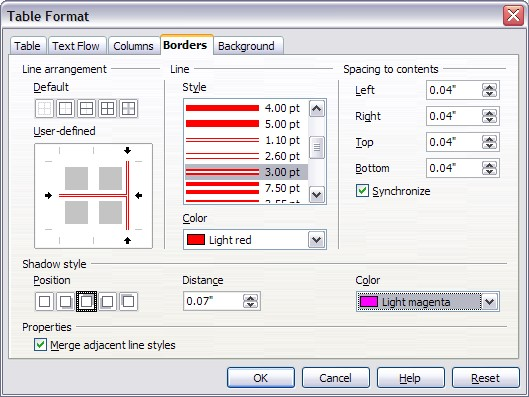 Table Format
Table Text Flow Columns Borders Background
Line arrangement
Default
User-defined
Line
Style
4.00 pt
5.00 pt
1.10 pt
2.60 pt
3.00 pt
7.50 pt
Color
Light red
Spacing to contents
Left 0.04"
Right 0.04"
Top 0.04"
Bottom 0.04"
Synchronize
Shadow style
Position
Distance
0.07"
Color
Light magenta
Properties
Merge adjacent line styles
OK Cancel Help Reset